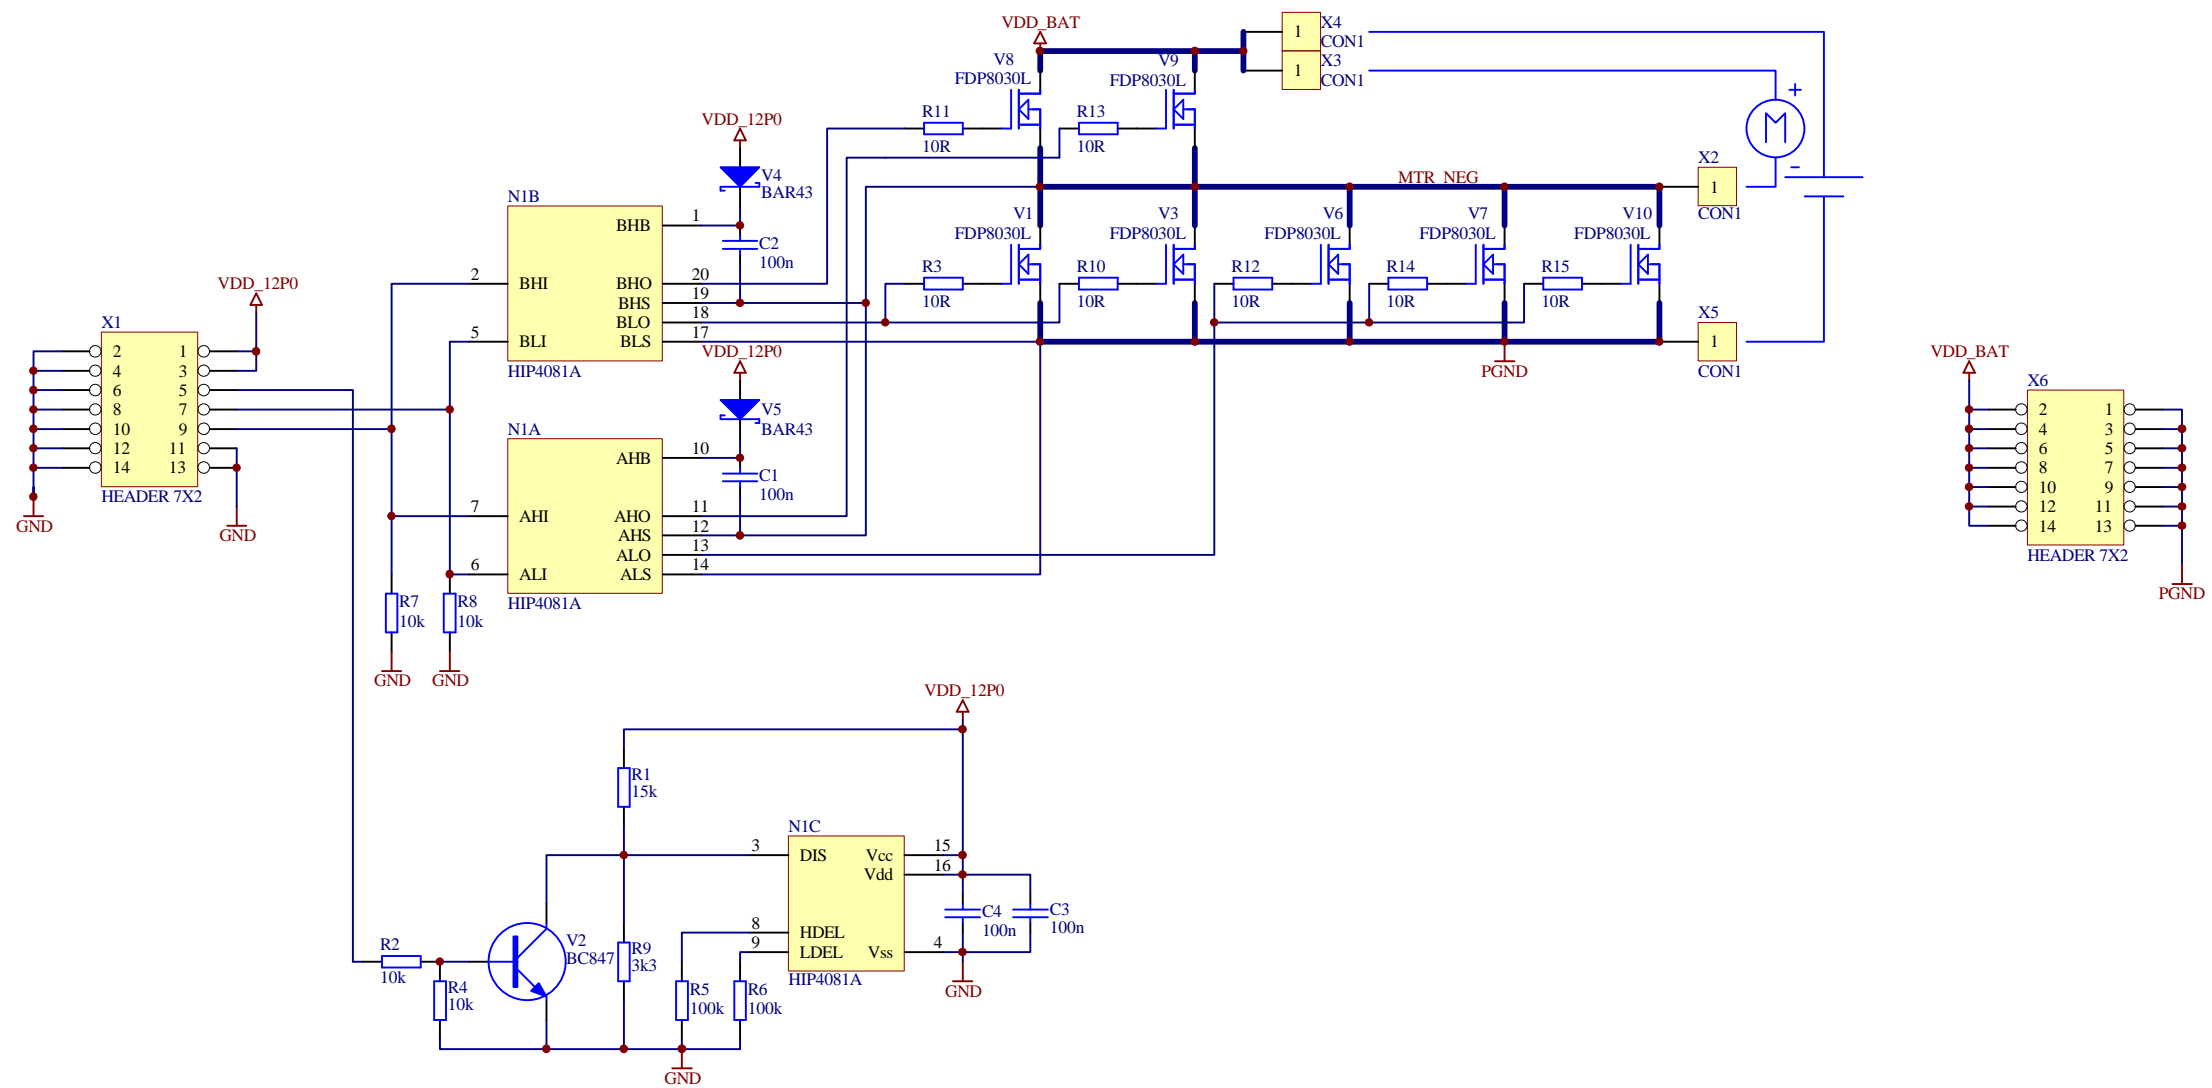 VDD_BAT
X4
1
CON1
X3
1
CON1
V8
FDP8030L
V9
FDP8030L
+
M
−
R11
10R
R13
10R
VDD_12P0
V4
BAR43
X2
1
CON1
MTR_NEG
N1B
BHB
1
C2
100n
2
BHI
BHO
20
BHS
19
BLO
18
5
BLI
BLS
17
HIP4081A
V1
FDP8030L
V3
FDP8030L
V6
FDP8030L
V7
FDP8030L
V10
FDP8030L
R3
10R
R10
10R
R12
10R
R14
10R
R15
10R
X5
1
CON1
PGND
VDD_12P0
X1
2 1
4 3
6 5
8 7
10 9
12 11
14 13
HEADER 7X2
GND
GND
VDD_12P0
V5
BAR43
N1A
AHB
10
C1
100n
7
AHI
AHO
11
AHS
12
ALO
13
6
ALI
ALS
14
HIP4081A
R7
10k
R8
10k
GND
GND
VDD_BAT
X6
2 1
4 3
6 5
8 7
10 9
12 11
14 13
HEADER 7X2
PGND
VDD_12P0
R1
15k
N1C
3
DIS
Vcc
15
Vdd
16
8
HDEL
9
LDEL
Vss
4
HIP4081A
C4
100n
C3
100n
GND
R2
10k
R4
10k
V2
BC847
R9
3k3
R5
100k
R6
100k
GND